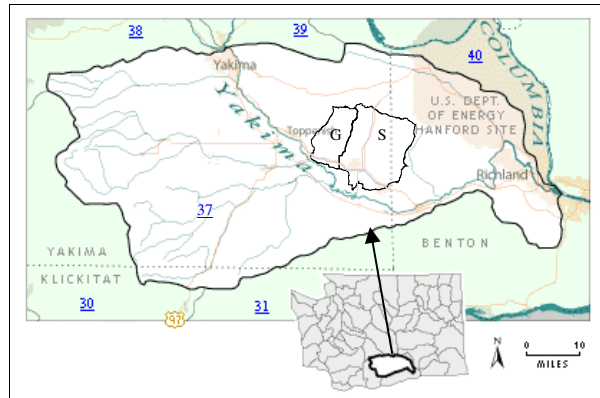 38
39
40
COLUMBIA
Yakima
Yakima
U.S. DEPT.
OF ENERGY
HANFORD SITE
Toppenish
G
S
Richland
37
YAKIMA
KLICKITAT
BENTON
30
31
97
N
0 10
MILES